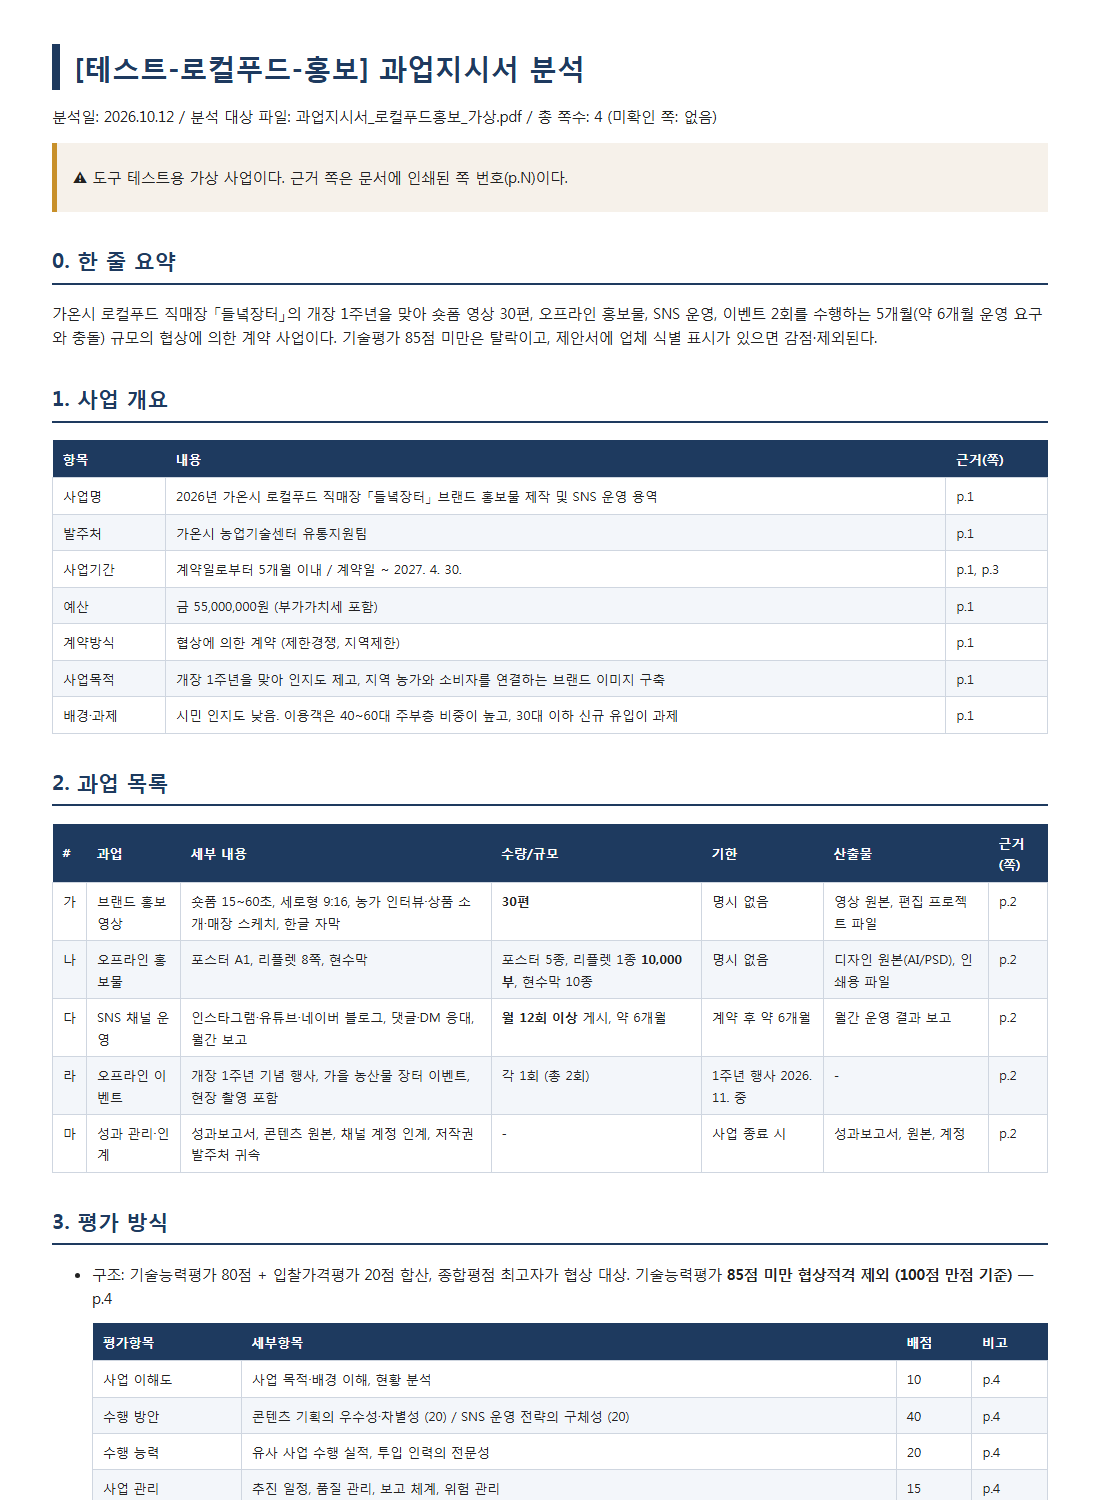 [테스트-로컬푸드-홍보] 과업지시서 분석
분석일: 2026.10.12 / 분석 대상 파일: 과업지시서_로컬푸드홍보_가상.pdf / 총 쪽수: 4 (미확인 쪽: 없음)
⚠ 도구 테스트용 가상 사업이다. 근거 쪽은 문서에 인쇄된 쪽 번호(p.N)이다.
0. 한 줄 요약
가온시 로컬푸드 직매장 「들녘장터」의 개장 1주년을 맞아 숏폼 영상 30편, 오프라인 홍보물, SNS 운영, 이벤트 2회를 수행하는 5개월(약 6개월 운영 요구
와 충돌) 규모의 협상에 의한 계약 사업이다. 기술평가 85점 미만은 탈락이고, 제안서에 업체 식별 표시가 있으면 감점·제외된다.
1. 사업 개요
항목 내용 근거(쪽)
사업명 2026년 가온시 로컬푸드 직매장 「들녘장터」 브랜드 홍보물 제작 및 SNS 운영 용역 p.1
발주처 가온시 농업기술센터 유통지원팀 p.1
사업기간 계약일로부터 5개월 이내 / 계약일 ~ 2027. 4. 30. p.1, p.3
예산 금 55,000,000원 (부가가치세 포함) p.1
계약방식 협상에 의한 계약 (제한경쟁, 지역제한) p.1
사업목적 개장 1주년을 맞아 인지도 제고, 지역 농가와 소비자를 연결하는 브랜드 이미지 구축 p.1
배경·과제 시민 인지도 낮음. 이용객은 40~60대 주부층 비중이 높고, 30대 이하 신규 유입이 과제 p.1
2. 과업 목록
# 과업 세부 내용 수량/규모 기한 산출물 근거
(쪽)
가 브랜드 홍보 숏폼 15~60초, 세로형 9:16, 농가 인터뷰·상품 소 30편 명시 없음 영상 원본, 편집 프로젝 p.2
영상 개·매장 스케치, 한글 자막 트 파일
나 오프라인 홍 포스터 A1, 리플렛 8쪽, 현수막 포스터 5종, 리플렛 1종 10,000 명시 없음 디자인 원본(AI/PSD), 인 p.2
보물 부, 현수막 10종 쇄용 파일
다 SNS 채널 운 인스타그램·유튜브·네이버 블로그, 댓글·DM 응대, 월 12회 이상 게시, 약 6개월 계약 후 약 6개월 월간 운영 결과 보고 p.2
영 월간 보고
라 오프라인 이 개장 1주년 기념 행사, 가을 농산물 장터 이벤트, 각 1회 (총 2회) 1주년 행사 2026. - p.2
벤트 현장 촬영 포함 11. 중
마 성과 관리·인 성과보고서, 콘텐츠 원본, 채널 계정 인계, 저작권 - 사업 종료 시 성과보고서, 원본, 계정 p.2
계 발주처 귀속
3. 평가 방식
• 구조: 기술능력평가 80점 + 입찰가격평가 20점 합산, 종합평점 최고자가 협상 대상. 기술능력평가 85점 미만 협상적격 제외 (100점 만점 기준) —
p.4
평가항목 세부항목 배점 비고
사업 이해도 사업 목적·배경 이해, 현황 분석 10 p.4
수행 방안 콘텐츠 기획의 우수성·차별성 (20) / SNS 운영 전략의 구체성 (20) 40 p.4
수행 능력 유사 사업 수행 실적, 투입 인력의 전문성 20 p.4
사업 관리 추진 일정, 품질 관리, 보고 체계, 위험 관리 15 p.4